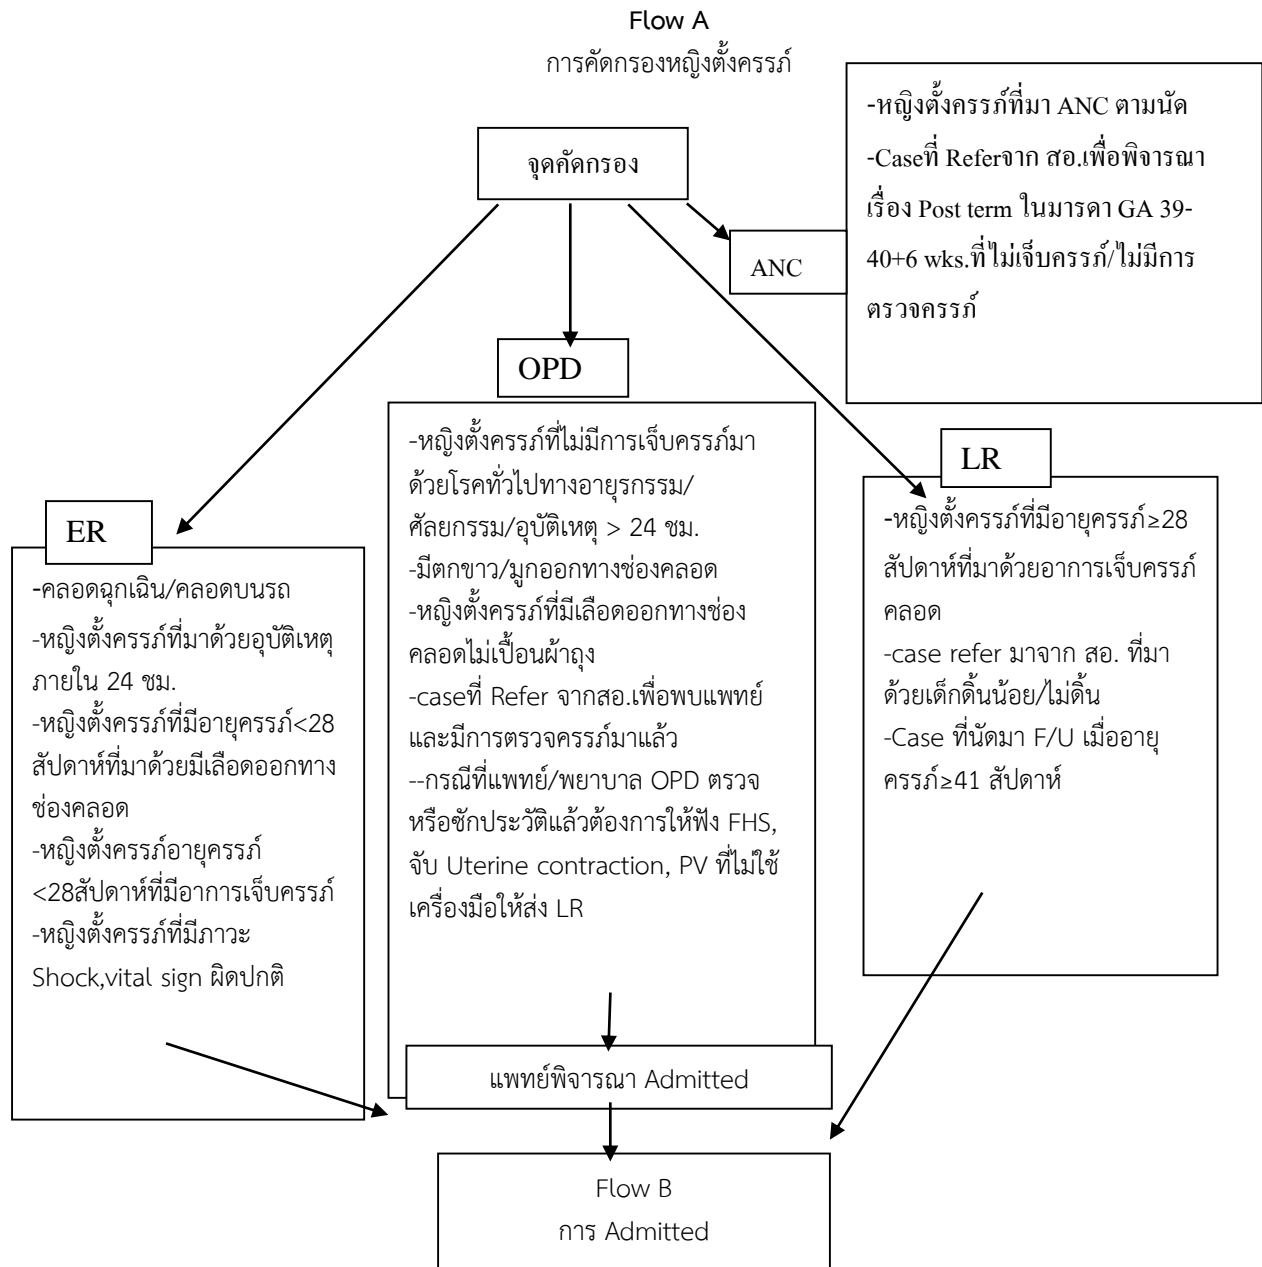 Flow A
การคัดกรองหญิงตั้งครรภ์
จุดคัดกรอง
ANC
-หญิงตั้งครรภ์ที่มา ANC ตามนัด
-Caseที่ Referจาก สอ.เพื่อพิจารณา
เรื่อง Post term ในมารดา GA 39-
40+6 wks.ที่ไม่เจ็บครรภ์/ไม่มีการ
ตรวจครรภ์
ER
-คลอดฉุกเฉิน/คลอดบนรถ
-หญิงตั้งครรภ์ที่มาด้วยอุบัติเหตุ
ภายใน 24 ชม.
-หญิงตั้งครรภ์ที่มีอายุครรภ์<28
สัปดาห์ที่มาด้วยมีเลือดออกทาง
ช่องคลอด
-หญิงตั้งครรภ์อายุครรภ์
<28สัปดาห์ที่มีอาการเจ็บครรภ์
-หญิงตั้งครรภ์ที่มีภาวะ
Shock,vital sign ผิดปกติ
OPD
-หญิงตั้งครรภ์ที่ไม่มีการเจ็บครรภ์มา
ด้วยโรคทั่วไปทางอายุรกรรม/
ศัลยกรรม/อุบัติเหตุ > 24 ชม.
-มีตกขาว/มูกออกทางช่องคลอด
-หญิงตั้งครรภ์ที่มีเลือดออกทางช่อง
คลอดไม่เปื้อนผ้าถุง
-caseที่ Refer จากสอ.เพื่อพบแพทย์
และมีการตรวจครรภ์มาแล้ว
--กรณีที่แพทย์/พยาบาล OPD ตรวจ
หรือซักประวัติแล้วต้องการให้ฟัง FHS,
จับ Uterine contraction, PV ที่ไม่ใช้
เครื่องมือให้ส่ง LR
LR
-หญิงตั้งครรภ์ที่มีอายุครรภ์≥28
สัปดาห์ที่มาด้วยอาการเจ็บครรภ์
คลอด
-case refer มาจาก สอ. ที่มา
ด้วยเด็กดิ้นน้อย/ไม่ดิ้น
-Case ที่นัดมา F/U เมื่ออายุ
ครรภ์≥41 สัปดาห์
แพทย์พิจารณา Admitted
Flow B
การ Admitted